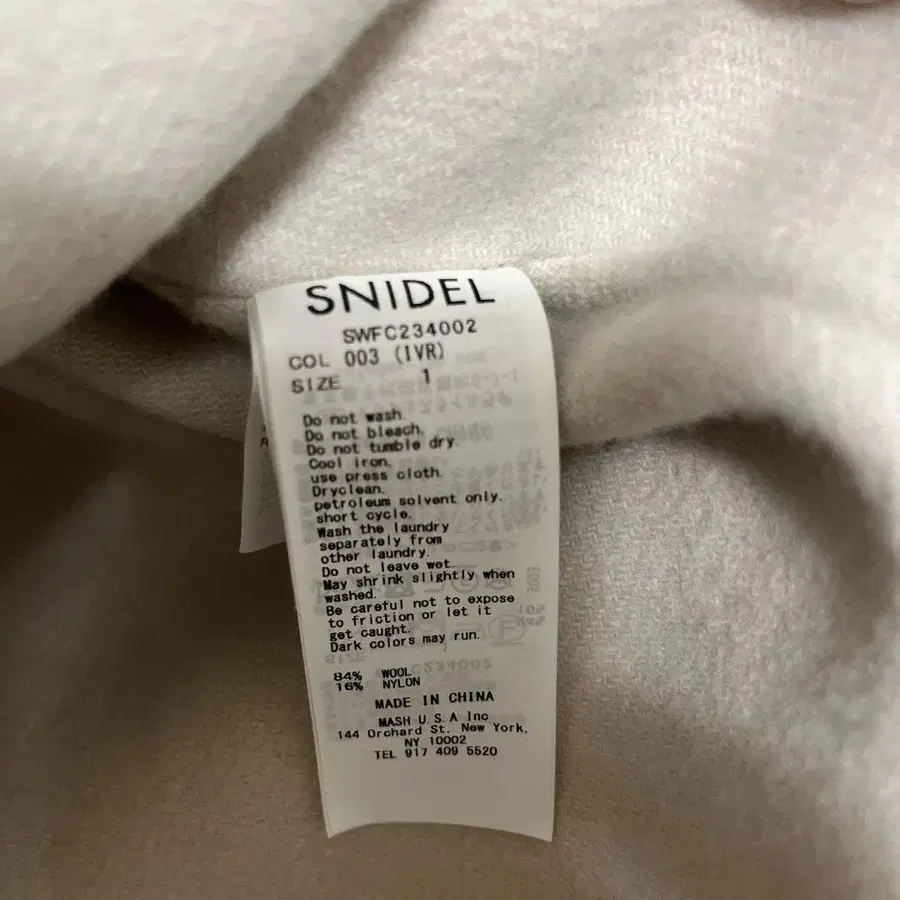 SNIDEL
SWFC234002
COL 003 (IVR)
SIZE 1
Do not wash.
Do not bleach.
Do not tumble dry.
Cool iron,
use press cloth.
Dryclean,
petroleum solvent only.
short cycle.
Wash the laundry
separately from
other laundry.
Do not leave wet.
May shrink slightly when
washed.
Be careful not to expose
to friction or let it
get caught.
Dark colors may run.
84% WOOL
16% NYLON
MADE IN CHINA
MASH U.S.A Inc
144 Orchard St. New York,
NY 10002
TEL 917 409 5520